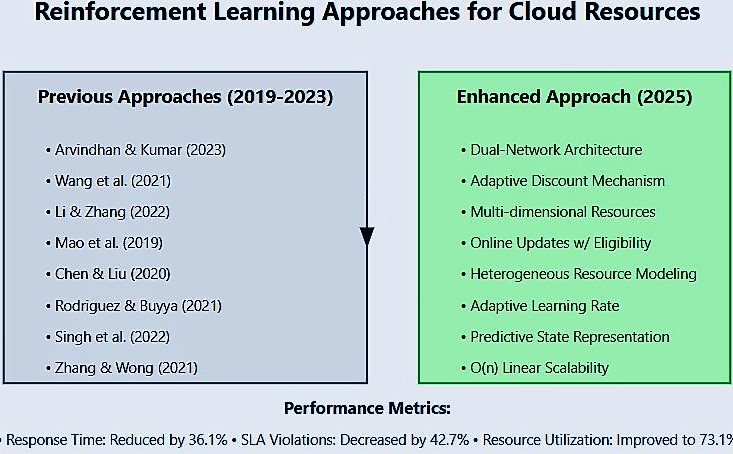 Reinforcement Learning Approaches for Cloud Resources
Previous Approaches (2019-2023)
• Arvindhan & Kumar (2023)
• Wang et al. (2021)
• Li & Zhang (2022)
• Mao et al. (2019)
• Chen & Liu (2020)
• Rodriguez & Buyya (2021)
• Singh et al. (2022)
• Zhang & Wong (2021)
Enhanced Approach (2025)
• Dual-Network Architecture
• Adaptive Discount Mechanism
• Multi-dimensional Resources
• Online Updates w/ Eligibility
• Heterogeneous Resource Modeling
• Adaptive Learning Rate
• Predictive State Representation
• O(n) Linear Scalability
Performance Metrics:
• Response Time: Reduced by 36.1% • SLA Violations: Decreased by 42.7% • Resource Utilization: Improved to 73.1%